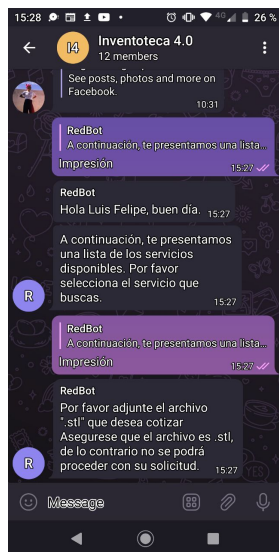 15:28
4G
26 %
I4
Inventoteca 4.0
12 members
See posts, photos and more on
Facebook.
10:31
RedBot
A continuación, te presentamos una lista…
Impresión
15:27
RedBot
Hola Luis Felipe, buen día. 15:27
A continuación, te presentamos
una lista de los servicios
disponibles. Por favor
selecciona el servicio que
buscas.
15:27
R
RedBot
A continuación, te presentamos una lista…
Impresión
15:27
RedBot
Por favor adjunte el archivo
".stl" que desea cotizar
Asegurese que el archivo es .stl,
de lo contrario no se podrá
proceder con su solicitud. 15:27
R
Message